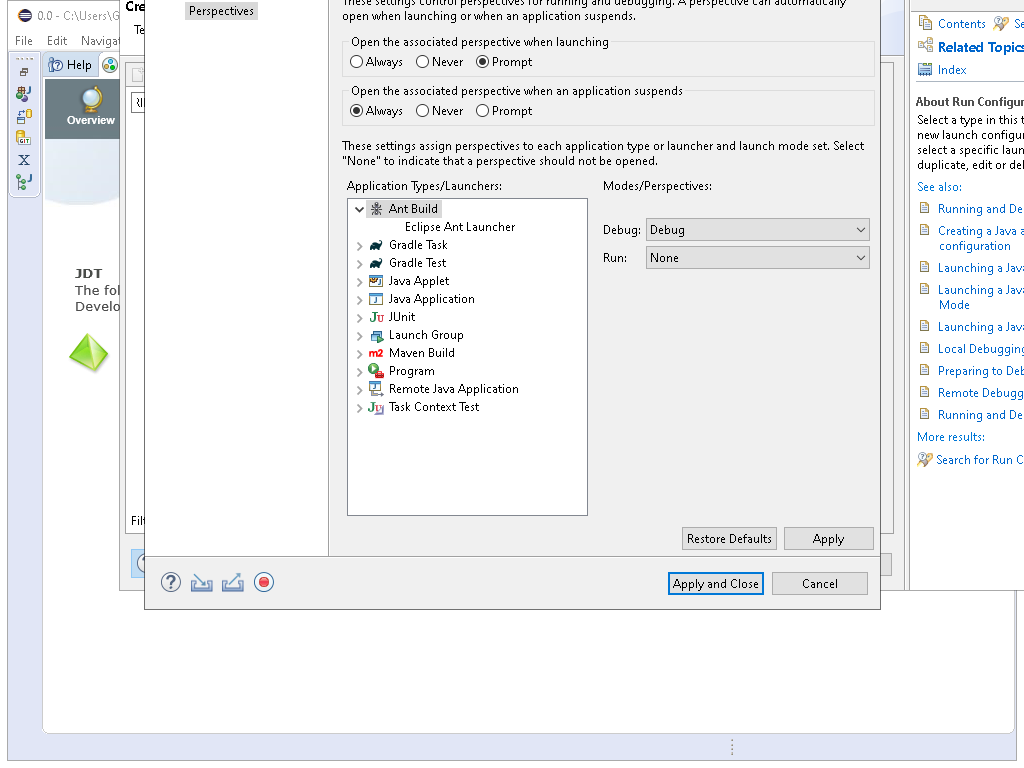 0.0 - C:\Users\G
File Edit Navigat
Help
Overview
JDT
The fol
Develo
Cre
Te
Filt
Perspectives
These settings control perspectives for running and debugging. A perspective can automatically
open when launching or when an application suspends.
Open the associated perspective when launching
Always Never Prompt
Open the associated perspective when an application suspends
Always Never Prompt
These settings assign perspectives to each application type or launcher and launch mode set. Select
"None" to indicate that a perspective should not be opened.
Application Types/Launchers:
Ant Build
Eclipse Ant Launcher
Gradle Task
Gradle Test
Java Applet
Java Application
JUnit
Launch Group
Maven Build
Program
Remote Java Application
Task Context Test
Modes/Perspectives:
Debug: Debug
Run: None
Restore Defaults Apply
Apply and Close Cancel
Contents Se
Related Topics
Index
About Run Configur
Select a type in this t
new launch configur
select a specific laun
duplicate, edit or del
See also:
Running and De
Creating a Java a
configuration
Launching a Java
Launching a Java
Mode
Launching a Java
Local Debugging
Preparing to Deb
Remote Debugg
Running and De
More results:
Search for Run C